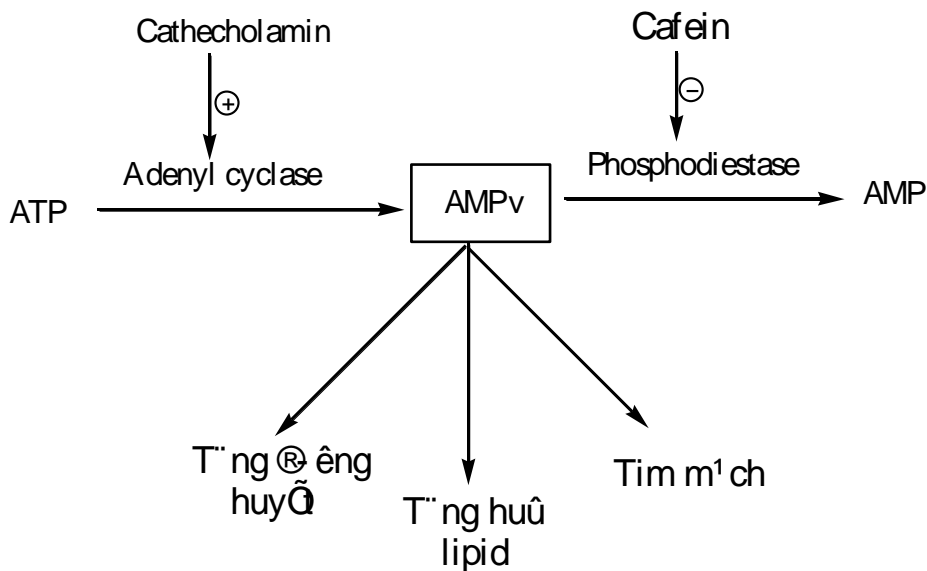 Cathecholamin
Cafein
+
−
Adenyl cyclase
Phosphodiestase
ATP
AMPv
AMP
T¨ng ®-êng
huyÕt
T¨ng huû
lipid
Tim m¹ch